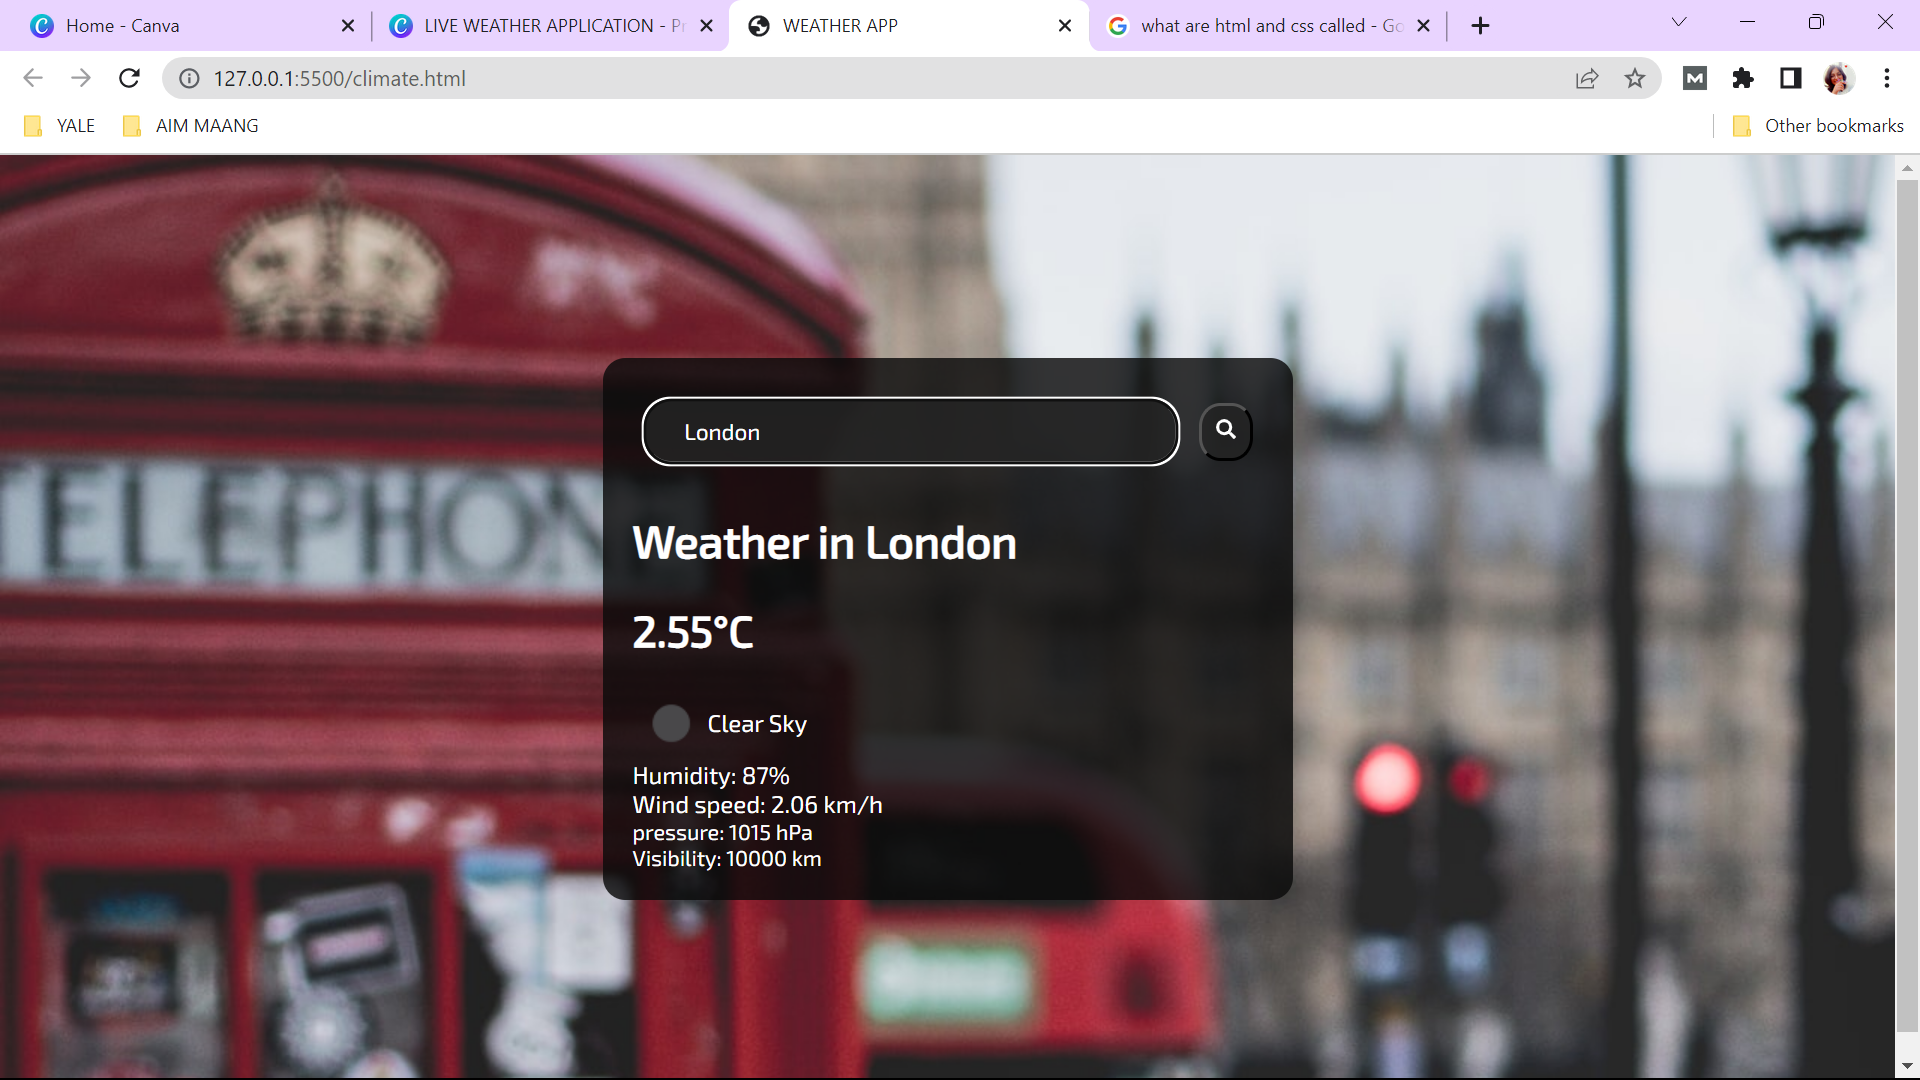 Home - Canva
LIVE WEATHER APPLICATION - Pr
WEATHER APP
what are html and css called - Go
127.0.0.1:5500/climate.html
M
YALE
AIM MAANG
Other bookmarks
TELEPHON
London
Weather in London
2.55°C
Clear Sky
Humidity: 87%
Wind speed: 2.06 km/h
pressure: 1015 hPa
Visibility: 10000 km